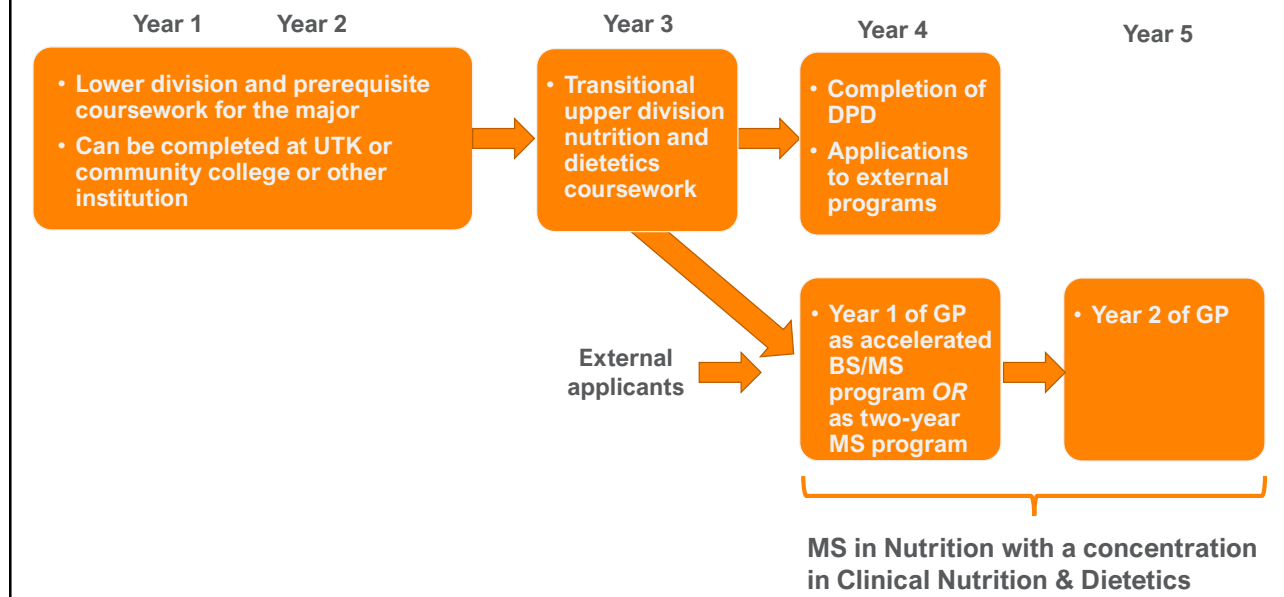 Year 1
Year 2
Year 3
Year 4
Year 5
• Lower division and prerequisite
coursework for the major
• Can be completed at UTK or
community college or other
institution
• Transitional
upper division
nutrition and
dietetics
coursework
• Completion of
DPD
• Applications
to external
programs
External
applicants
• Year 1 of GP
as accelerated
BS/MS
program OR
as two-year
MS program
• Year 2 of GP
MS in Nutrition with a concentration
in Clinical Nutrition & Dietetics